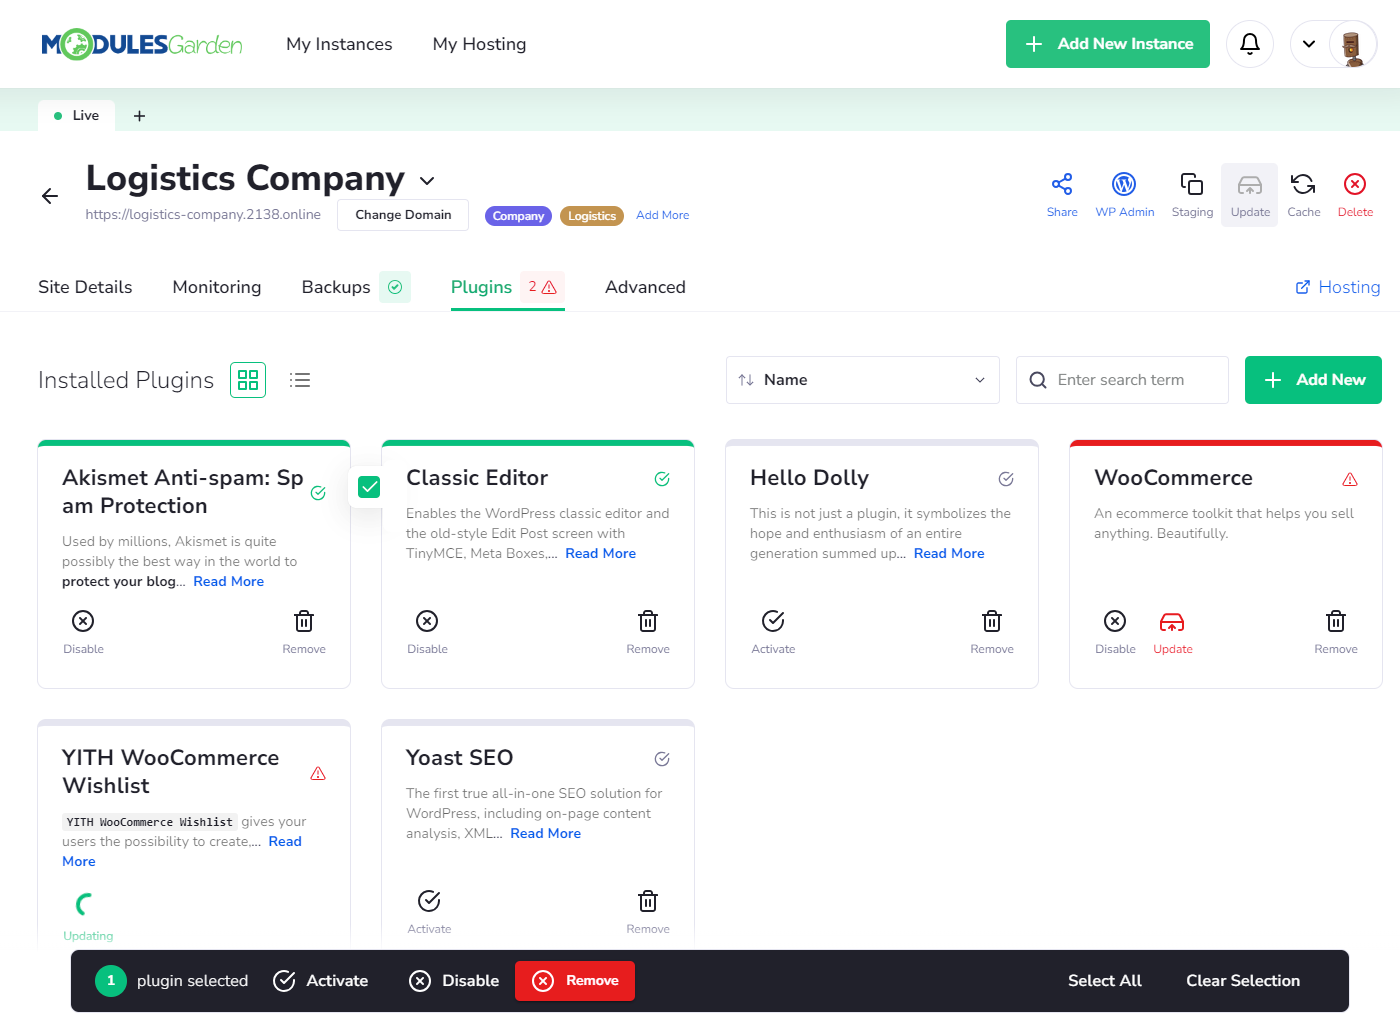 MODULESGarden My Instances My Hosting Add New Instance
Live +
Logistics Company
https://logistics-company.2138.online Change Domain Company Logistics Add More
Share WP Admin Staging Update Cache Delete
Site Details Monitoring Backups Plugins 2 Advanced Hosting
Installed Plugins Name Enter search term Add New
Akismet Anti-spam: Sp
am Protection
Used by millions, Akismet is quite
possibly the best way in the world to
protect your blog... Read More
Disable Remove
Classic Editor
Enables the WordPress classic editor and
the old-style Edit Post screen with
TinyMCE, Meta Boxes,... Read More
Disable Remove
Hello Dolly
This is not just a plugin, it symbolizes the
hope and enthusiasm of an entire
generation summed up... Read More
Activate Remove
WooCommerce
An ecommerce toolkit that helps you sell
anything. Beautifully.
Disable Update Remove
YITH WooCommerce
Wishlist
YITH WooCommerce Wishlist gives your
users the possibility to create,... Read
More
Updating
Yoast SEO
The first true all-in-one SEO solution for
WordPress, including on-page content
analysis, XML... Read More
Activate Remove
1 plugin selected Activate Disable Remove Select All Clear Selection